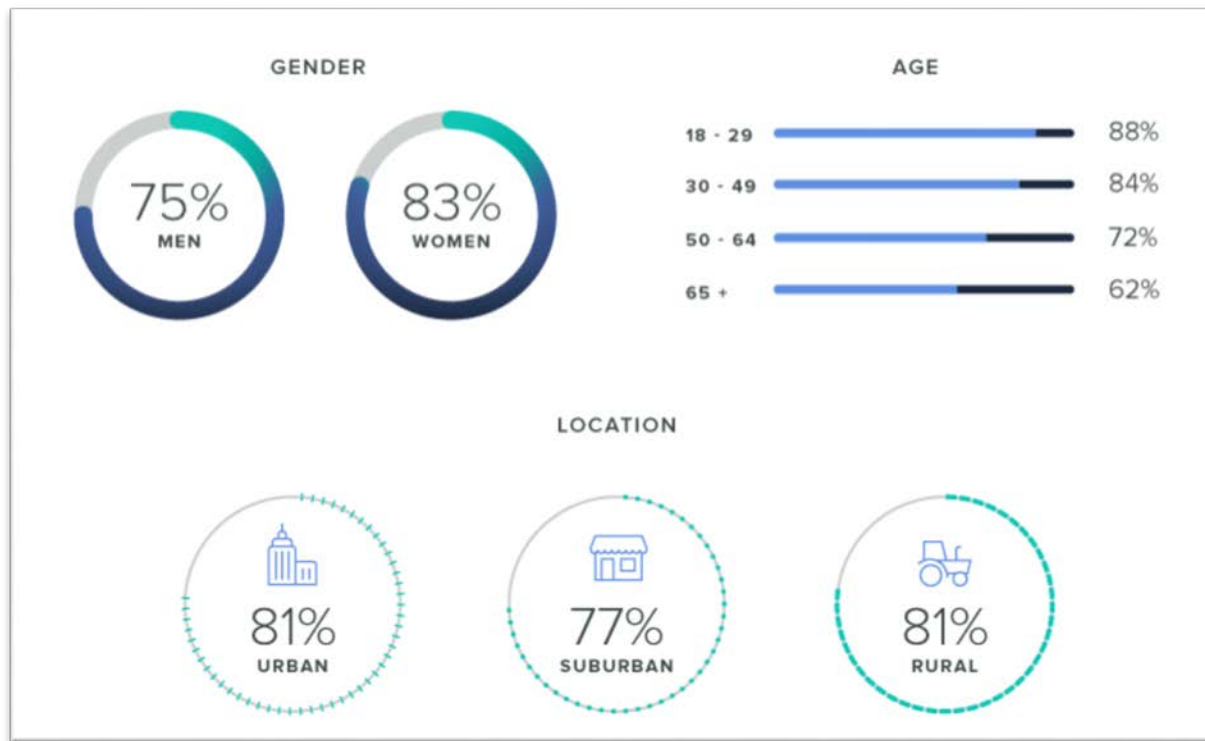 GENDER
75%
MEN
83%
WOMEN
AGE
18 - 29 88%
30 - 49 84%
50 - 64 72%
65 + 62%
LOCATION
81%
URBAN
77%
SUBURBAN
81%
RURAL